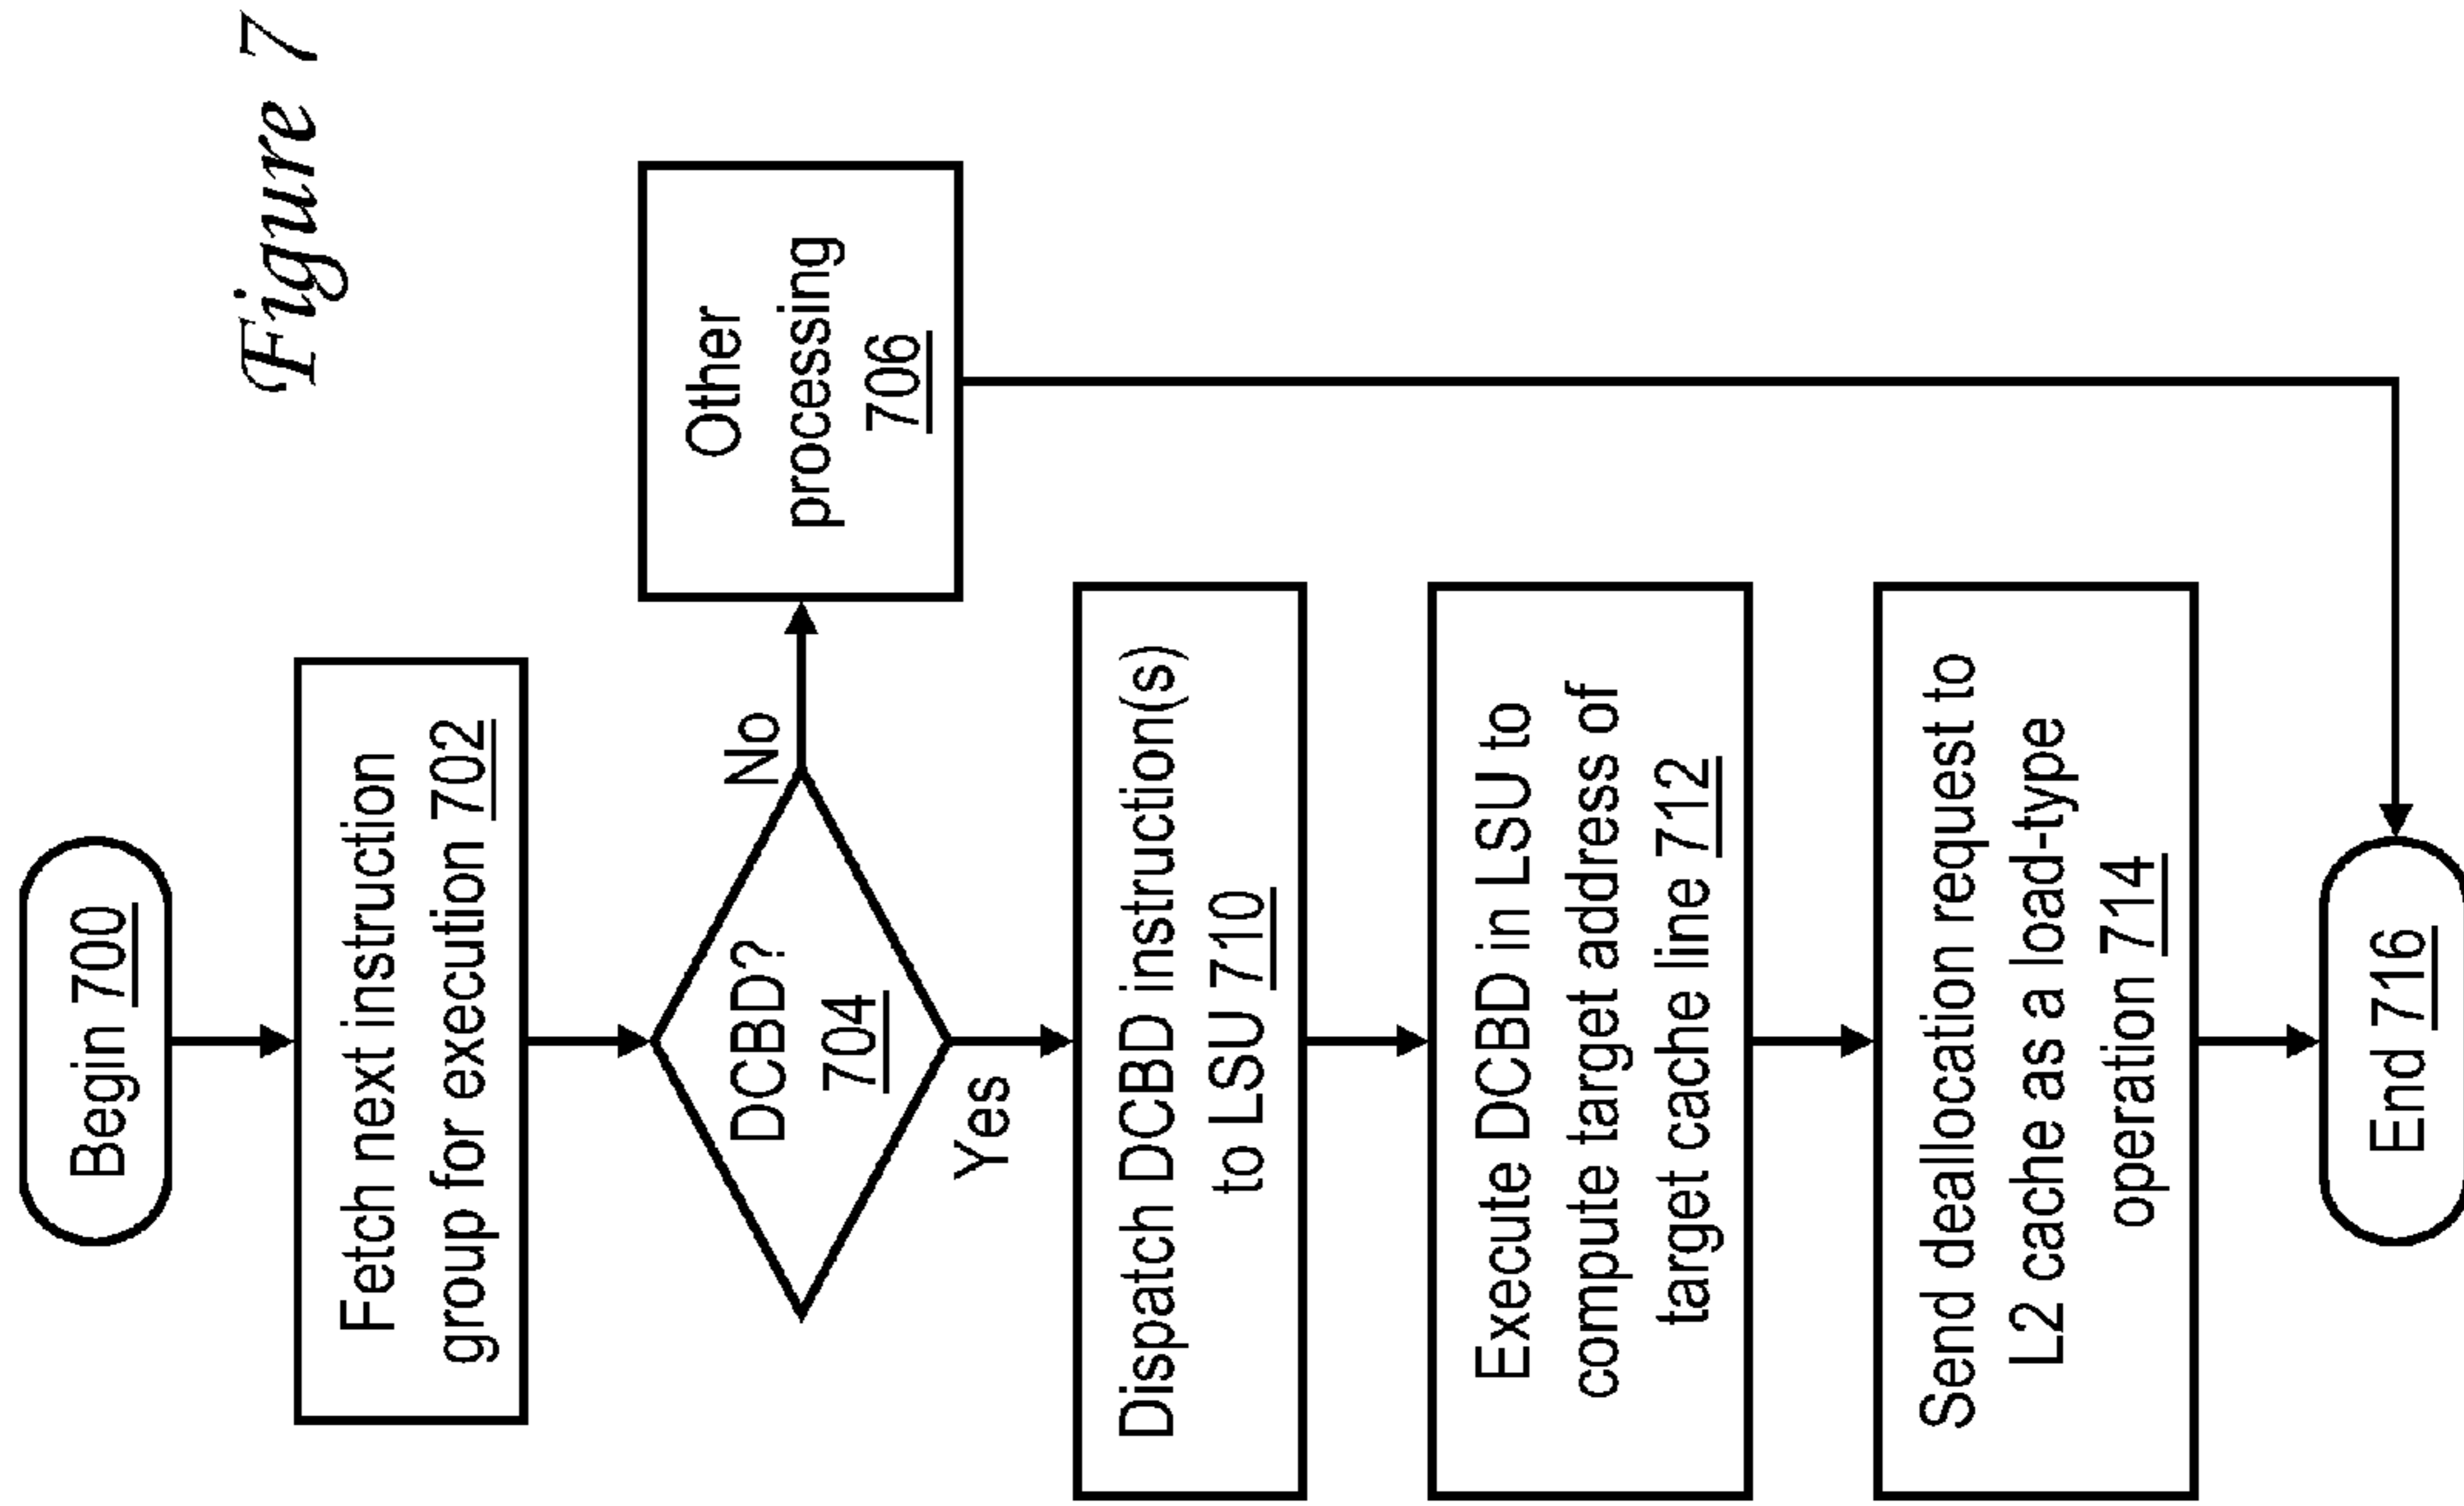 Figure 7
Begin 700
Fetch next instruction
group for execution 702
DCBD?
704
No
Other
processing
706
Yes
Dispatch DCBD instruction(s)
to LSU 710
Execute DCBD in LSU to
compute target address of
target cache line 712
Send deallocation request to
L2 cache as a load-type
operation 714
End 716